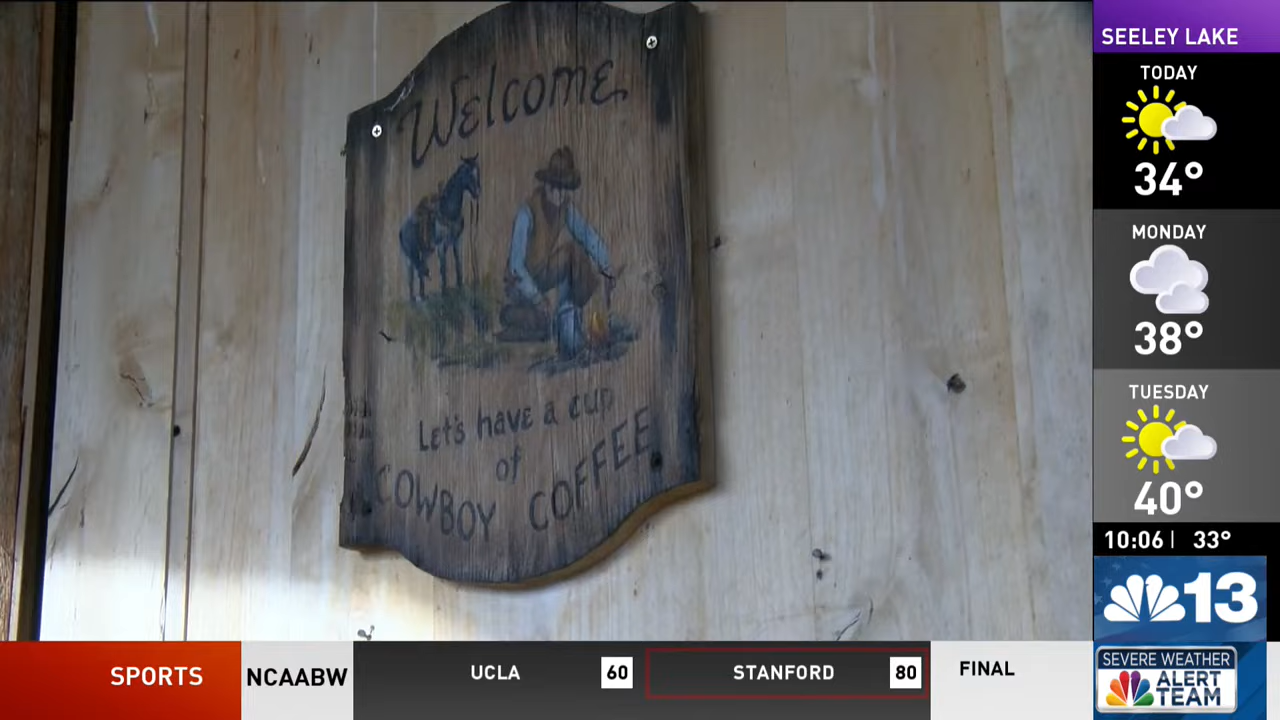 Welcome
Let's have a cup
of
COWBOY COFFEE
SEELEY LAKE
TODAY
34°
MONDAY
38°
TUESDAY
40°
10:06 | 33°
13
SEVERE WEATHER
ALERT
TEAM
SPORTS NCAABW UCLA 60 STANFORD 80 FINAL